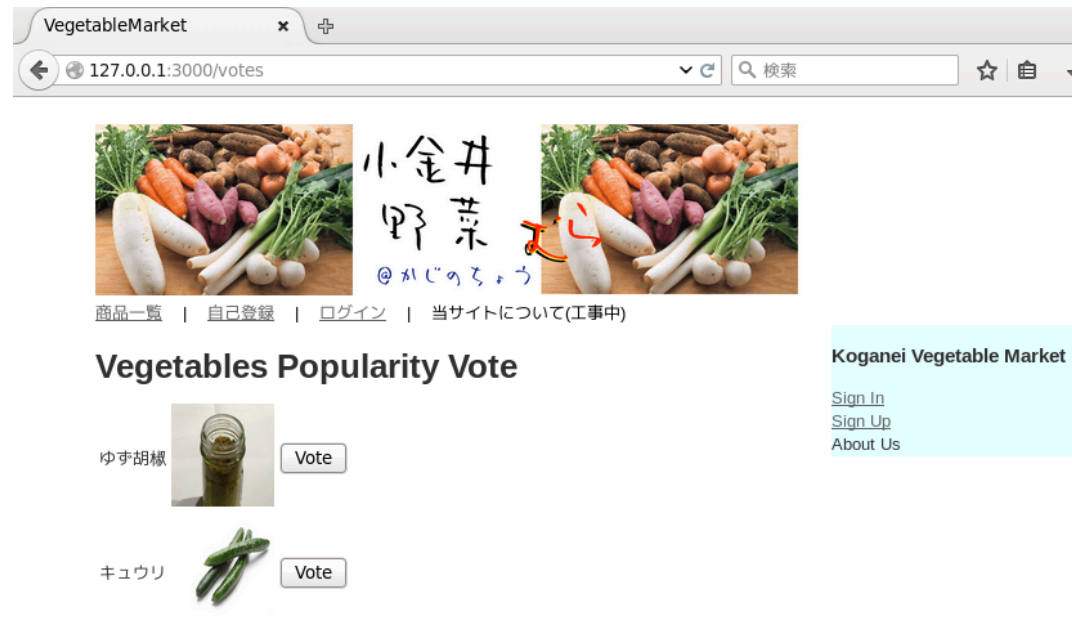 VegetableMarket
127.0.0.1:3000/votes
検索
小金井
野菜むら
@かじのちょう
商品一覧 | 自己登録 | ログイン | 当サイトについて(工事中)
Vegetables Popularity Vote
ゆず胡椒 Vote
キュウリ Vote
Koganei Vegetable Market
Sign In
Sign Up
About Us